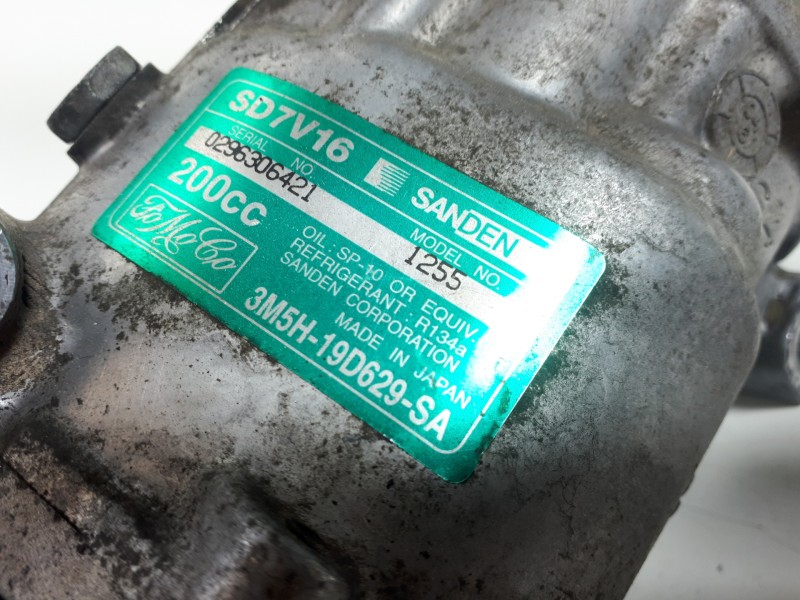 SD7V16
SANDEN
SERIAL NO.
0296306421
MODEL NO.
1255
200CC
OIL: SP-10 OR EQUIV.
REFRIGERANT: R134a
SANDEN CORPORATION
MADE IN JAPAN
FoMoCo
3M5H-19D629-SA